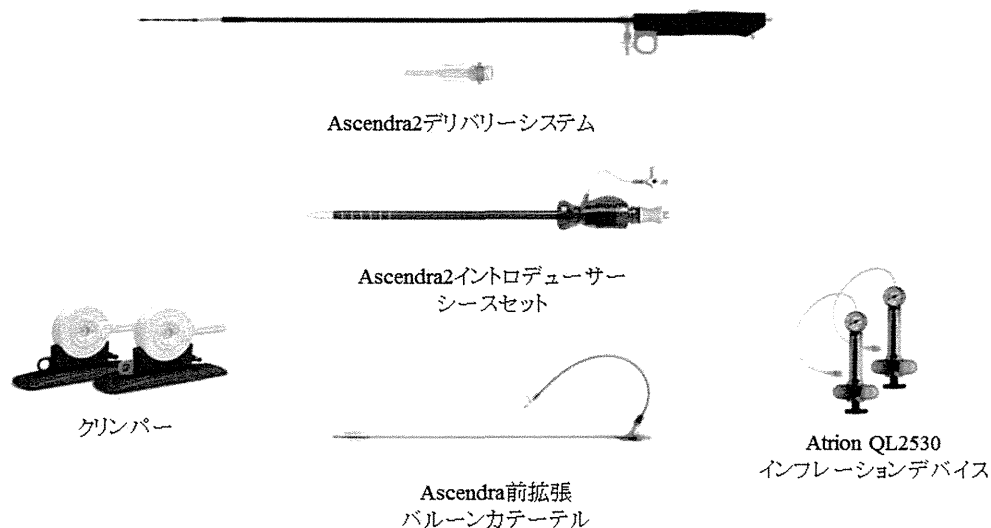 Ascendra2デリバリーシステム
Ascendra2イントロデューサー
シースセット
クリンパー
Ascendra前拡張
バルーンカテーテル
Atrion QL2530
インフレーションデバイス